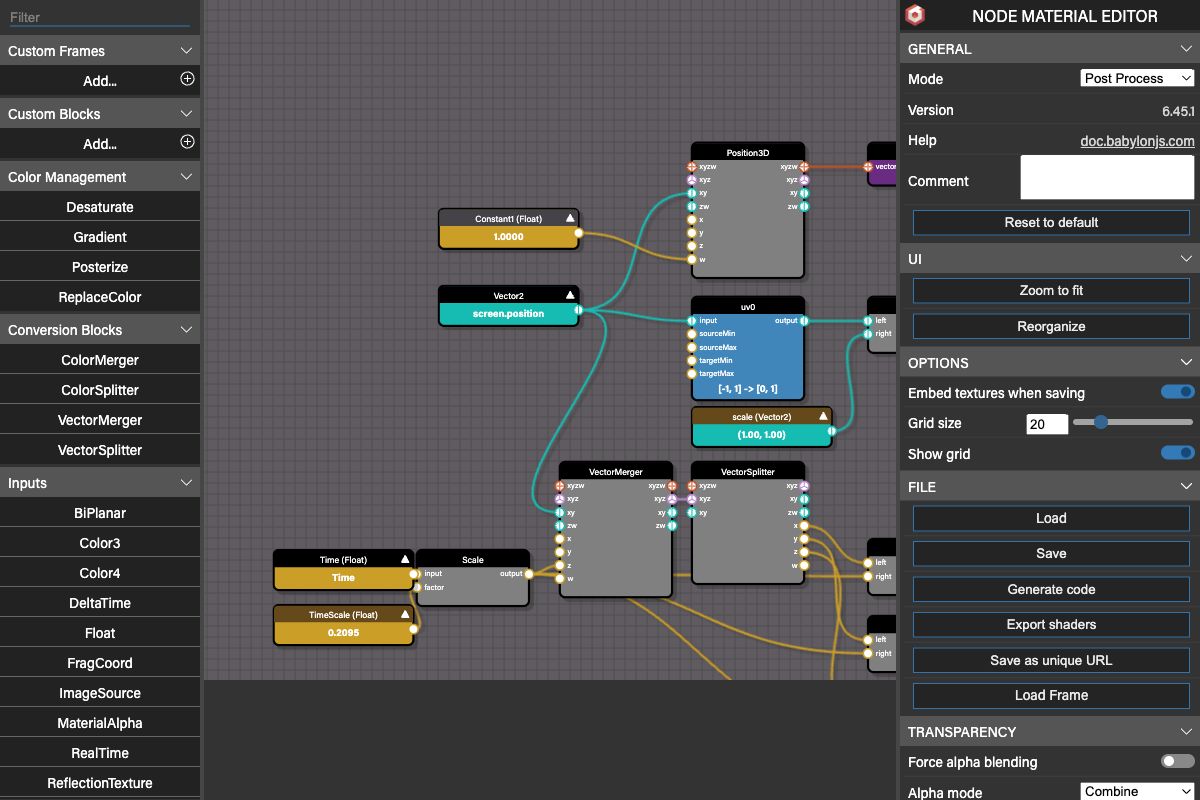 Filter
Custom Frames
Add...
Custom Blocks
Add...
Color Management
Desaturate
Gradient
Posterize
ReplaceColor
Conversion Blocks
ColorMerger
ColorSplitter
VectorMerger
VectorSplitter
Inputs
BiPlanar
Color3
Color4
DeltaTime
Float
FragCoord
ImageSource
MaterialAlpha
RealTime
ReflectionTexture
Position3D
xyzw xyzw
xyz xyz
xy xy
zw zw
x
y
z
w
vector
Constant1 (Float)
1.0000
Vector2
screen.position
uv0
input output
sourceMin
sourceMax
targetMin
targetMax
[-1, 1] -> [0, 1]
left
right
scale (Vector2)
(1.00, 1.00)
VectorMerger
xyzw xyzw
xyz xyz
xy xy
zw zw
x
y
z
w
VectorSplitter
xyzw xyz
xyz xy
xy zw
x
y
z
w
Time (Float)
Time
Scale
input output
factor
TimeScale (Float)
0.2095
left
right
left
right
NODE MATERIAL EDITOR
GENERAL
Mode Post Process
Version 6.45.1
Help doc.babylonjs.com
Comment
Reset to default
UI
Zoom to fit
Reorganize
OPTIONS
Embed textures when saving
Grid size 20
Show grid
FILE
Load
Save
Generate code
Export shaders
Save as unique URL
Load Frame
TRANSPARENCY
Force alpha blending
Alpha mode Combine